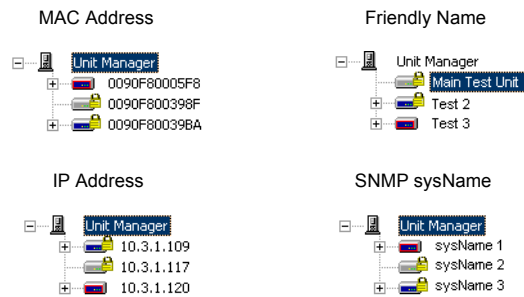 MAC Address
Unit Manager
0090F80005F8
0090F800398F
0090F80039BA
Friendly Name
Unit Manager
Main Test Unit
Test 2
Test 3
IP Address
Unit Manager
10.3.1.109
10.3.1.117
10.3.1.120
SNMP sysName
Unit Manager
sysName 1
sysName 2
sysName 3